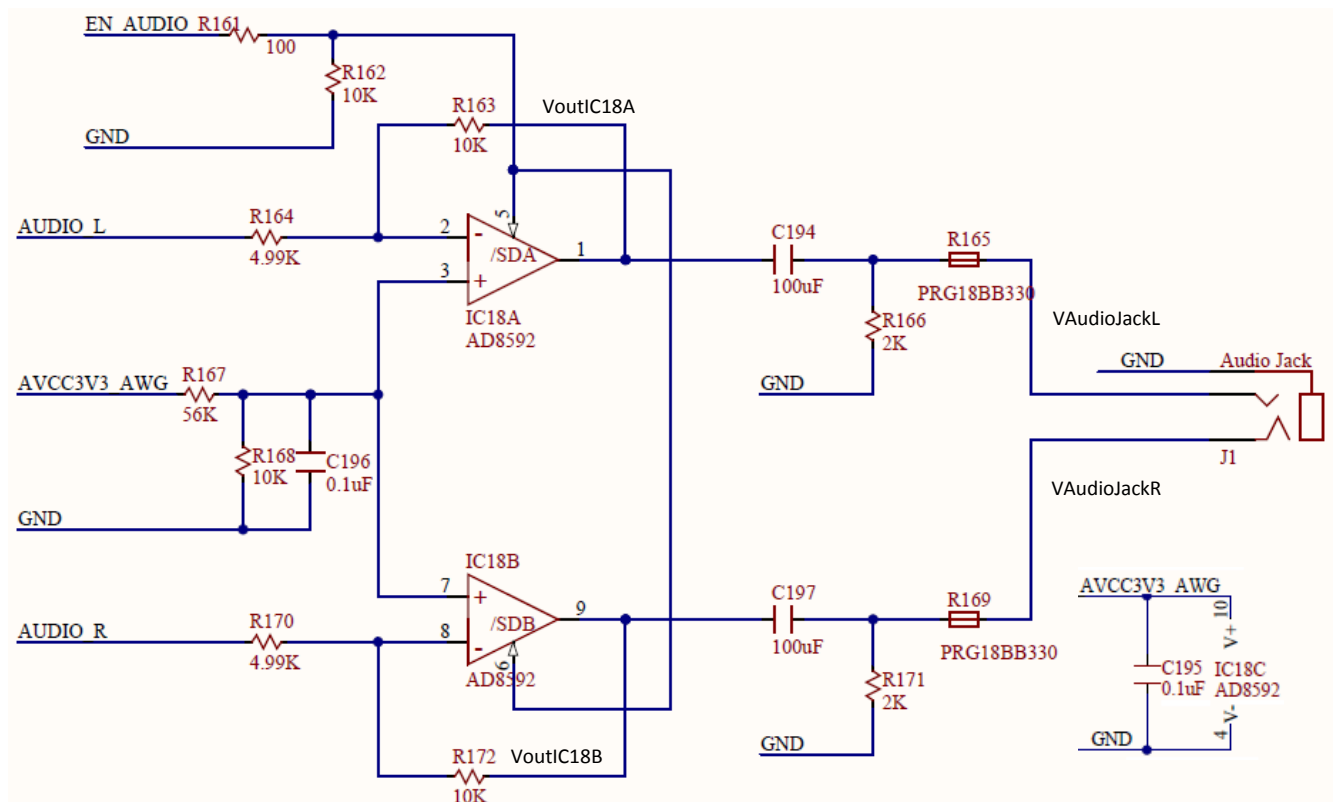 EN_AUDIO
R161
100
R162
10K
GND
R163
10K
VoutIC18A
AUDIO_L
R164
4.99K
2
-
5
/SDA
1
3
+
IC18A
AD8592
C194
100uF
R165
PRG18BB330
R166
2K
GND
VAudioJackL
GND
Audio Jack
J1
AVCC3V3_AWG
R167
56K
R168
10K
C196
0.1uF
GND
VAudioJackR
IC18B
7
+
/SDB
9
8
-
6
AD8592
AUDIO_R
R170
4.99K
R172
10K
VoutIC18B
C197
100uF
R169
PRG18BB330
R171
2K
GND
AVCC3V3_AWG
10
V+
C195
0.1uF
IC18C
AD8592
V-
4
GND